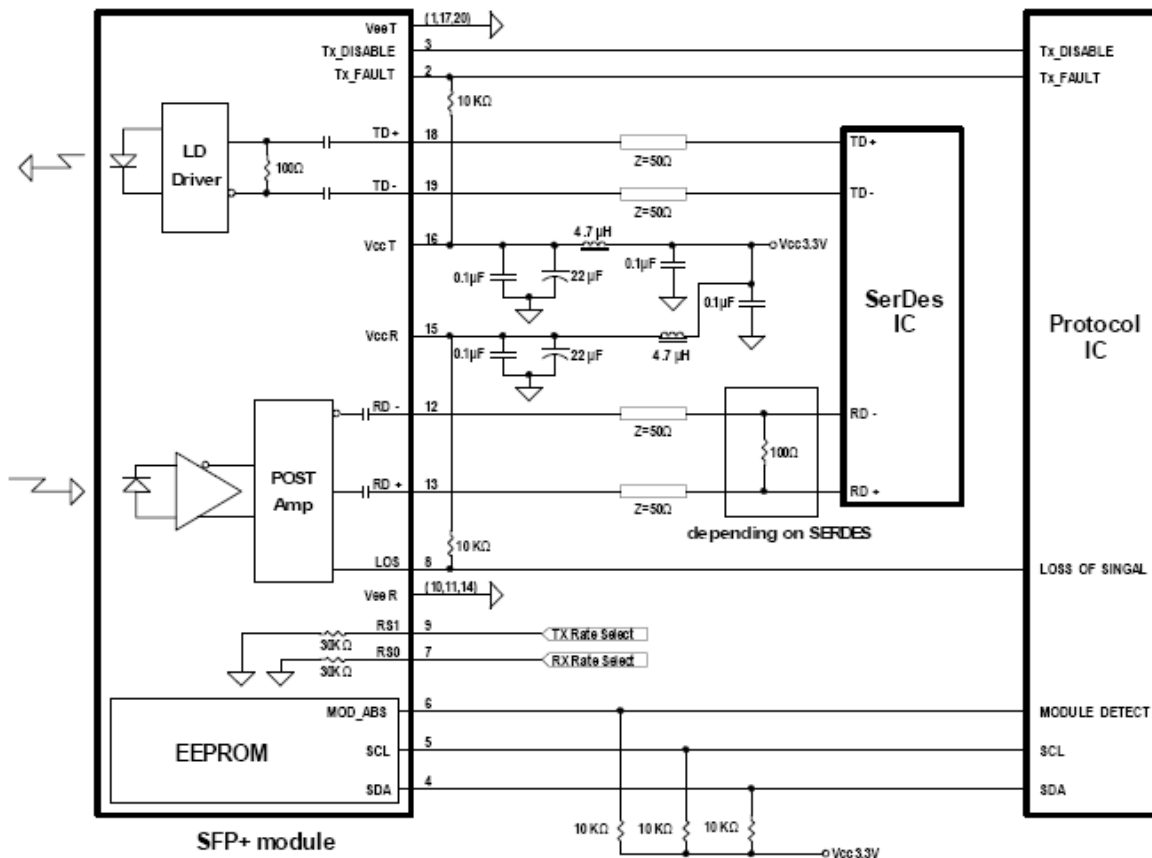 VeeT
(1,17,20)
Tx_DISABLE
3
Tx_DISABLE
Tx_FAULT
2
Tx_FAULT
10 KΩ
TD+
18
TD+
LD
Driver
100Ω
Z=50Ω
TD-
19
TD-
Z=50Ω
4.7 µH
VccT
16
Vcc3.3V
0.1µF
22 µF
0.1µF
0.1µF
SerDes
IC
Protocol
IC
VccR
15
0.1µF
22 µF
4.7 µH
RD -
12
RD -
Z=50Ω
100Ω
POST
Amp
RD +
13
RD +
Z=50Ω
depending on SERDES
10 KΩ
LOS
8
LOSS OF SINGAL
VeeR
(10,11,14)
RS1
9
TX Rate Select
30KΩ
RS0
7
RX Rate Select
30KΩ
MOD_ABS
6
MODULE DETECT
EEPROM
SCL
5
SCL
SDA
4
SDA
10 KΩ
10 KΩ
10 KΩ
SFP+ module
Vcc3.3V